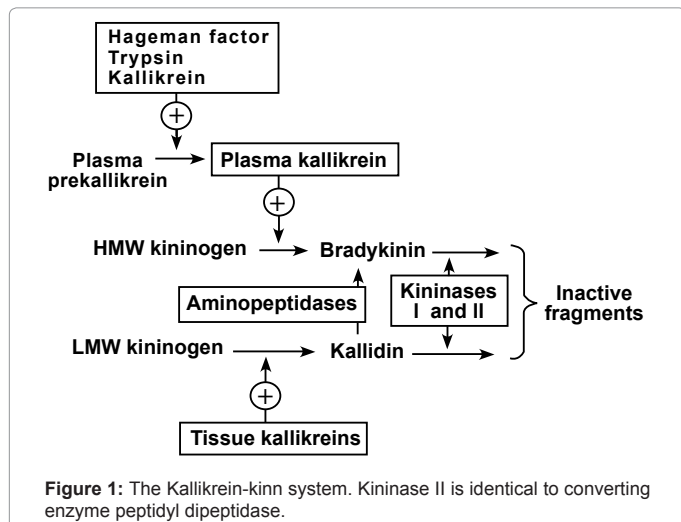 Hageman factor
Trypsin
Kallikrein
+
Plasma
prekallikrein
Plasma kallikrein
+
HMW kininogen
Bradykinin
Aminopeptidases
Kininases
I and II
Inactive
fragments
LMW kininogen
Kallidin
+
Tissue kallikreins
Figure 1: The Kallikrein-kinn system. Kininase II is identical to converting
enzyme peptidyl dipeptidase.